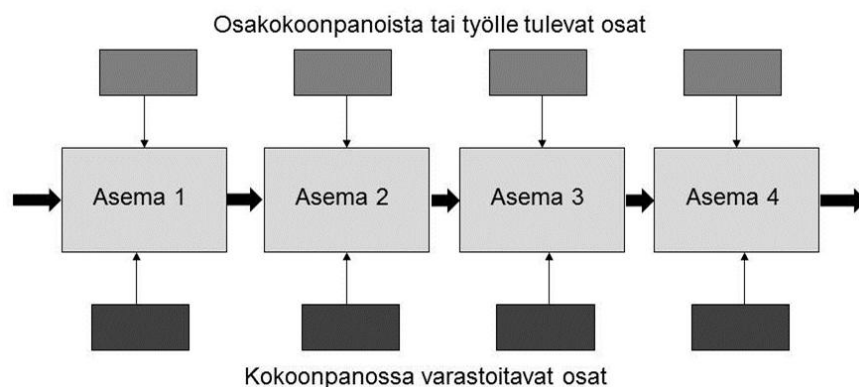 Osakokoonpanoista tai työlle tulevat osat
Asema 1
Asema 2
Asema 3
Asema 4
Kokoonpanossa varastoitavat osat